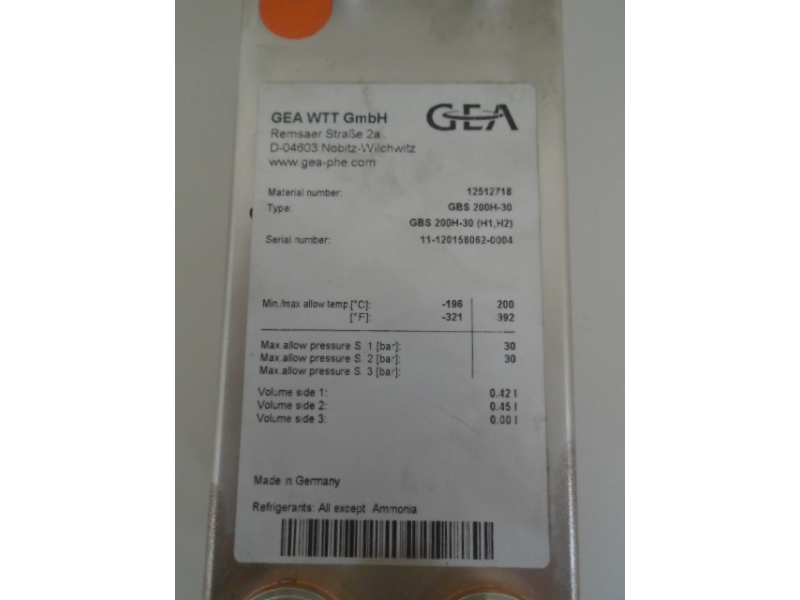 GEA WTT GmbH
GEA
Remsaer Straße 2a
D-04603 Nobitz-Wilchwitz
www.gea-phe.com
Material number: 12512718
Type: GBS 200H-30
GBS 200H-30 (H1,H2)
Serial number: 11-120158062-0004
Min./max allow temp.[°C]: -196 200
[°F]: -321 392
Max.allow pressure S. 1 [bar]: 30
Max.allow pressure S. 2 [bar]: 30
Max.allow pressure S. 3 [bar]:
Volume side 1: 0.42 l
Volume side 2: 0.45 l
Volume side 3: 0.00 l
Made in Germany
Refrigerants: All except Ammonia